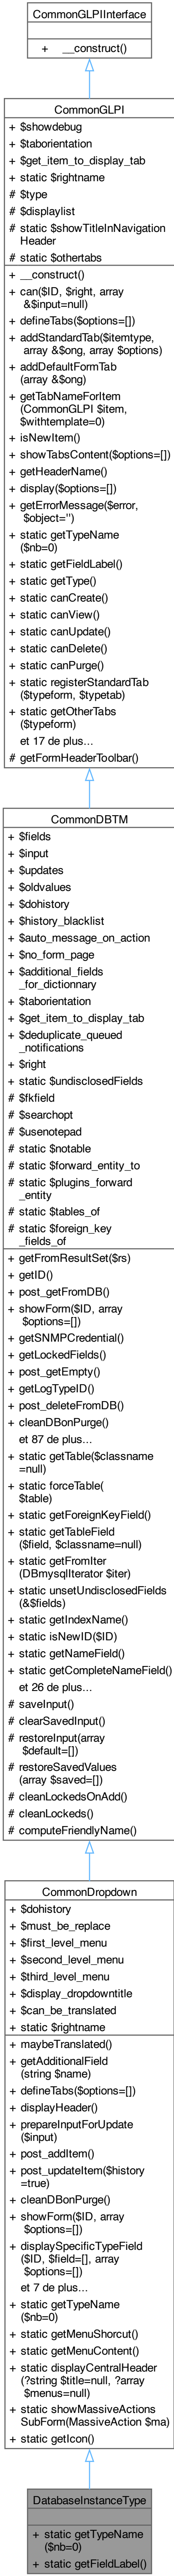 CommonGLPIInterface
+ __construct()
CommonGLPI
+ $showdebug
+ $taborientation
+ $get_item_to_display_tab
+ static $rightname
# $type
# $displaylist
# static $showTitleInNavigation
Header
# static $othertabs
+ __construct()
+ can($ID, $right, array
&$input=null)
+ defineTabs($options=[])
+ addStandardTab($itemtype,
array &$ong, array $options)
+ addDefaultFormTab
(array &$ong)
+ getTabNameForItem
(CommonGLPI $item,
$withtemplate=0)
+ isNewItem()
+ showTabsContent($options=[])
+ getHeaderName()
+ display($options=[])
+ getErrorMessage($error,
$object='')
+ static getTypeName
($nb=0)
+ static getFieldLabel()
+ static getType()
+ static canCreate()
+ static canView()
+ static canUpdate()
+ static canDelete()
+ static canPurge()
+ static registerStandardTab
($typeform, $typetab)
+ static getOtherTabs
($typeform)
et 17 de plus...
# getFormHeaderToolbar()
CommonDBTM
+ $fields
+ $input
+ $updates
+ $oldvalues
+ $dohistory
+ $history_blacklist
+ $auto_message_on_action
+ $no_form_page
+ $additional_fields
_for_dictionnary
+ $taborientation
+ $get_item_to_display_tab
+ $deduplicate_queued
_notifications
+ $right
+ static $undisclosedFields
# $fkfield
# $searchopt
# $usenotepad
# static $notable
# static $forward_entity_to
# static $plugins_forward
_entity
# static $tables_of
# static $foreign_key
_fields_of
+ getFromResultSet($rs)
+ getID()
+ post_getFromDB()
+ showForm($ID, array
$options=[])
+ getSNMPCredential()
+ getLockedFields()
+ post_getEmpty()
+ getLogTypeID()
+ post_deleteFromDB()
+ cleanDBonPurge()
et 87 de plus...
+ static getTable($classname
=null)
+ static forceTable(
$table)
+ static getForeignKeyField()
+ static getTableField
($field, $classname=null)
+ static getFromIter
(DBmysqlIterator $iter)
+ static unsetUndisclosedFields
(&$fields)
+ static getIndexName()
+ static isNewID($ID)
+ static getNameField()
+ static getCompleteNameField()
et 26 de plus...
# saveInput()
# clearSavedInput()
# restoreInput(array
$default=[])
# restoreSavedValues
(array $saved=[])
# cleanLockedsOnAdd()
# cleanLockeds()
# computeFriendlyName()
CommonDropdown
+ $dohistory
+ $must_be_replace
+ $first_level_menu
+ $second_level_menu
+ $third_level_menu
+ $display_dropdowntitle
+ $can_be_translated
+ static $rightname
+ maybeTranslated()
+ getAdditionalField
(string $name)
+ defineTabs($options=[])
+ displayHeader()
+ prepareInputForUpdate
($input)
+ post_addItem()
+ post_updateItem($history
=true)
+ cleanDBonPurge()
+ showForm($ID, array
$options=[])
+ displaySpecificTypeField
($ID, $field=[], array
$options=[])
et 7 de plus...
+ static getTypeName
($nb=0)
+ static getMenuShorcut()
+ static getMenuContent()
+ static displayCentralHeader
(?string $title=null, ?array
$menus=null)
+ static showMassiveActions
SubForm(MassiveAction $ma)
+ static getIcon()
DatabaseInstanceType
+ static getTypeName
($nb=0)
+ static getFieldLabel()